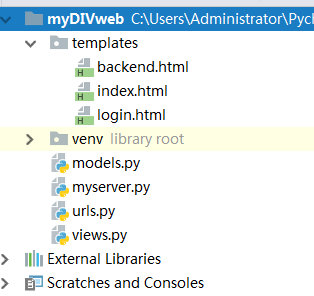 myDIVweb C:\Users\Administrator\Pycl
templates
backend.html
index.html
login.html
venv library root
models.py
myserver.py
urls.py
views.py
External Libraries
Scratches and Consoles